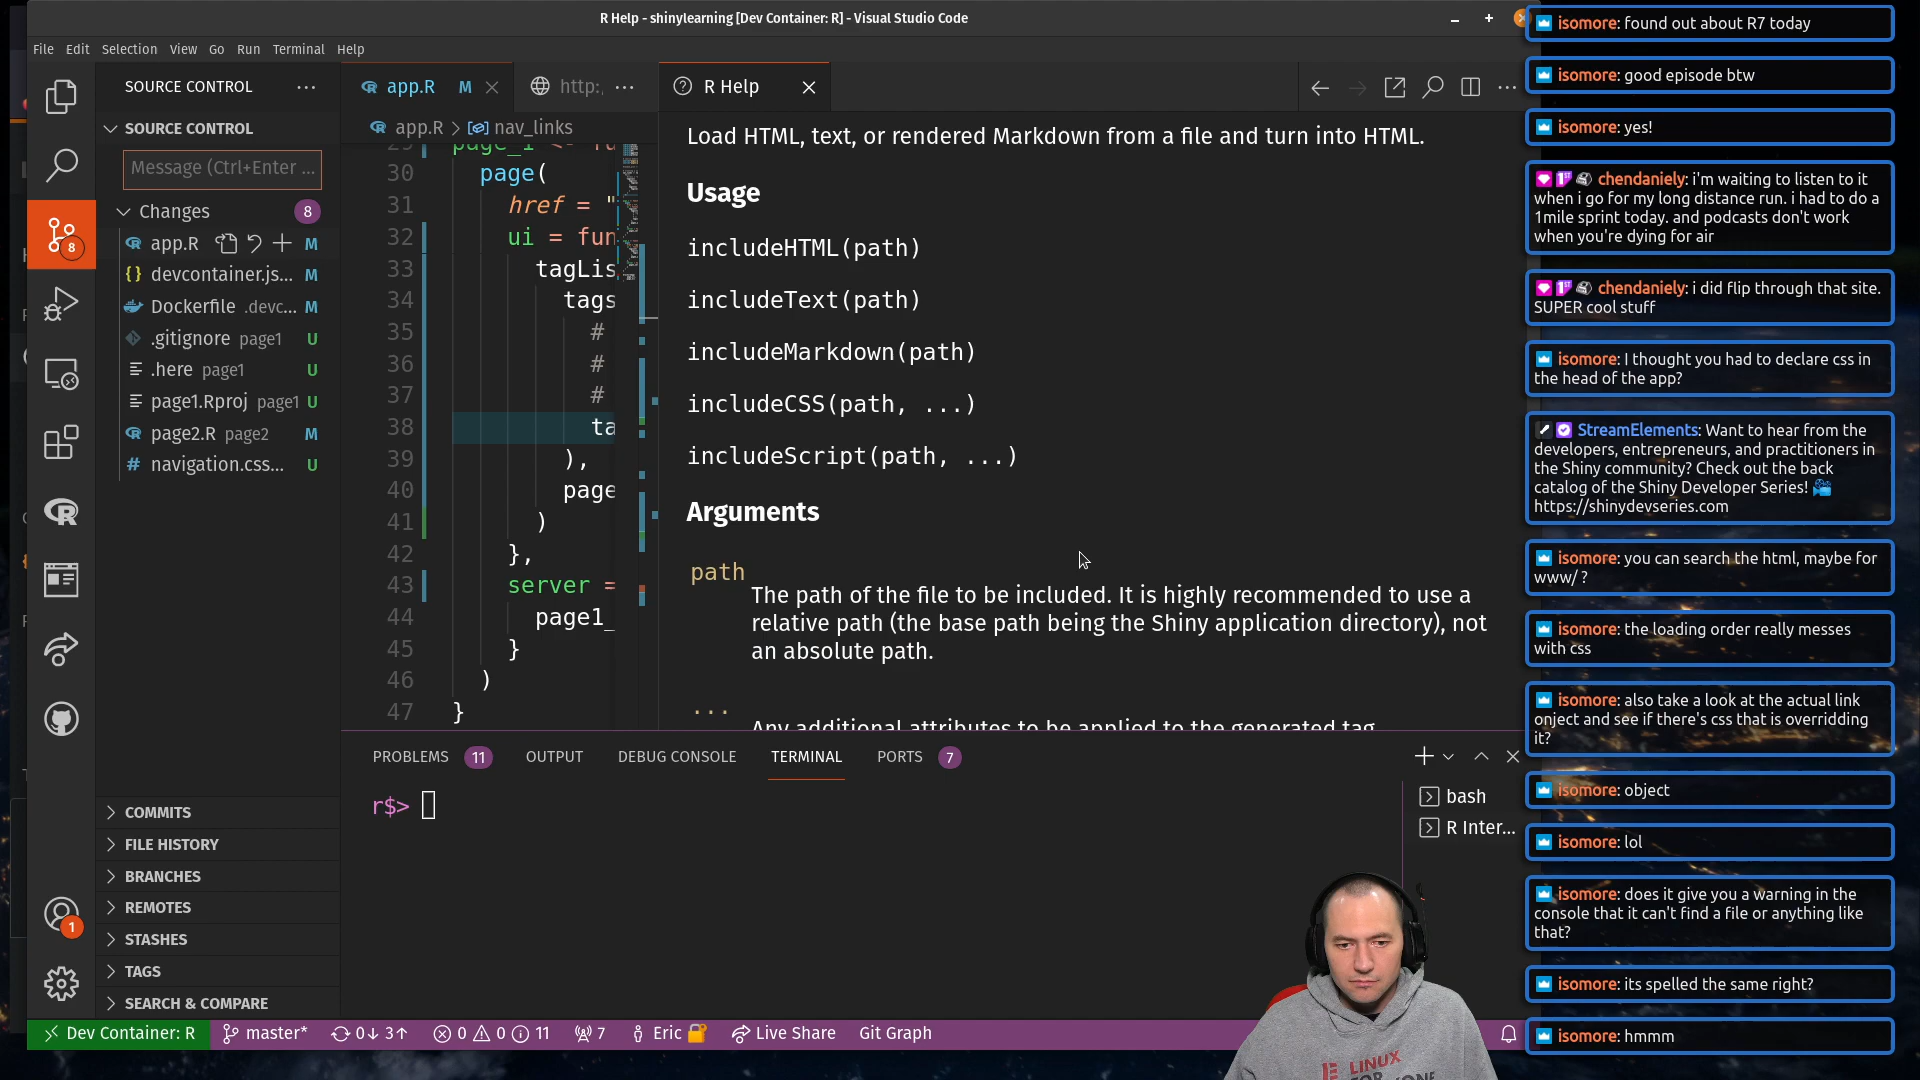 R Help - shinylearning [Dev Container: R] - Visual Studio Code
File Edit Selection View Go Run Terminal Help
SOURCE CONTROL
app.R M
http:
R Help
SOURCE CONTROL
Message (Ctrl+Enter ...
Changes 8
app.R M
devcontainer.js... M
Dockerfile .devc... M
.gitignore page1 U
.here page1 U
page1.Rproj page1 U
page2.R page2 M
navigation.css... U
8
COMMITS
FILE HISTORY
BRANCHES
REMOTES
STASHES
TAGS
SEARCH & COMPARE
1
app.R > nav_links
30 page(
31 href = "
32 ui = fun
33 tagLis
34 tags
35 #
36 #
37 #
38 ta
39 ),
40 page
41 )
42 },
43 server =
44 page1_
45 }
46 )
47 }
Load HTML, text, or rendered Markdown from a file and turn into HTML.
Usage
includeHTML(path)
includeText(path)
includeMarkdown(path)
includeCSS(path, ...)
includeScript(path, ...)
Arguments
path
The path of the file to be included. It is highly recommended to use a
relative path (the base path being the Shiny application directory), not
an absolute path.
...
Any additional attributes to be applied to the generated tag.
PROBLEMS 11 OUTPUT DEBUG CONSOLE TERMINAL PORTS 7
r$>
bash
R Inter...
Dev Container: R master* 0↓ 3↑ 0 0 11 7 Eric Live Share Git Graph
LINUX
isomore: found out about R7 today
isomore: good episode btw
isomore: yes!
chendaniely: i'm waiting to listen to it
when i go for my long distance run. i had to do a
1mile sprint today. and podcasts don't work
when you're dying for air
chendaniely: i did flip through that site.
SUPER cool stuff
isomore: I thought you had to declare css in
the head of the app?
StreamElements: Want to hear from the
developers, entrepreneurs, and practitioners in
the Shiny community? Check out the back
catalog of the Shiny Developer Series!
https://shinydevseries.com
isomore: you can search the html, maybe for
www/ ?
isomore: the loading order really messes
with css
isomore: also take a look at the actual link
onject and see if there's css that is overridding
it?
isomore: object
isomore: lol
isomore: does it give you a warning in the
console that it can't find a file or anything like
that?
isomore: its spelled the same right?
isomore: hmmm